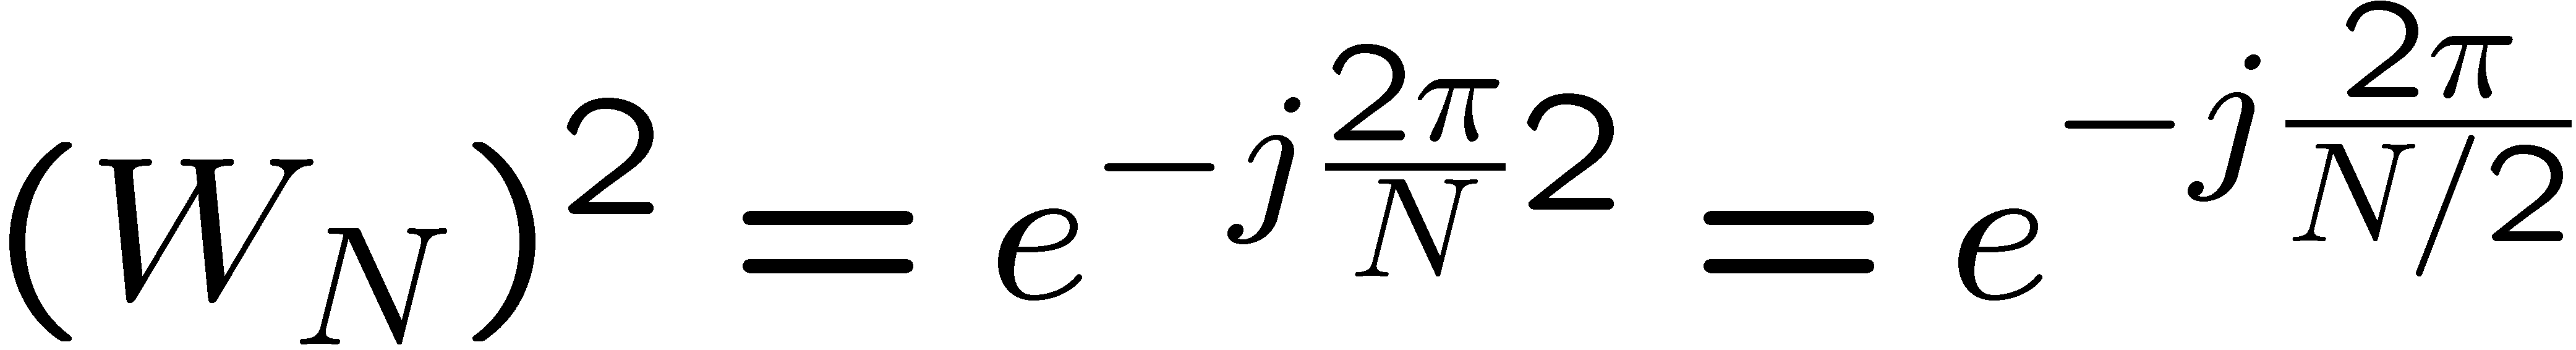 $(W_N)^2 = e^{-j\frac{2\pi}{N}2} = e^{-j\frac{2\pi}{N/2}}$